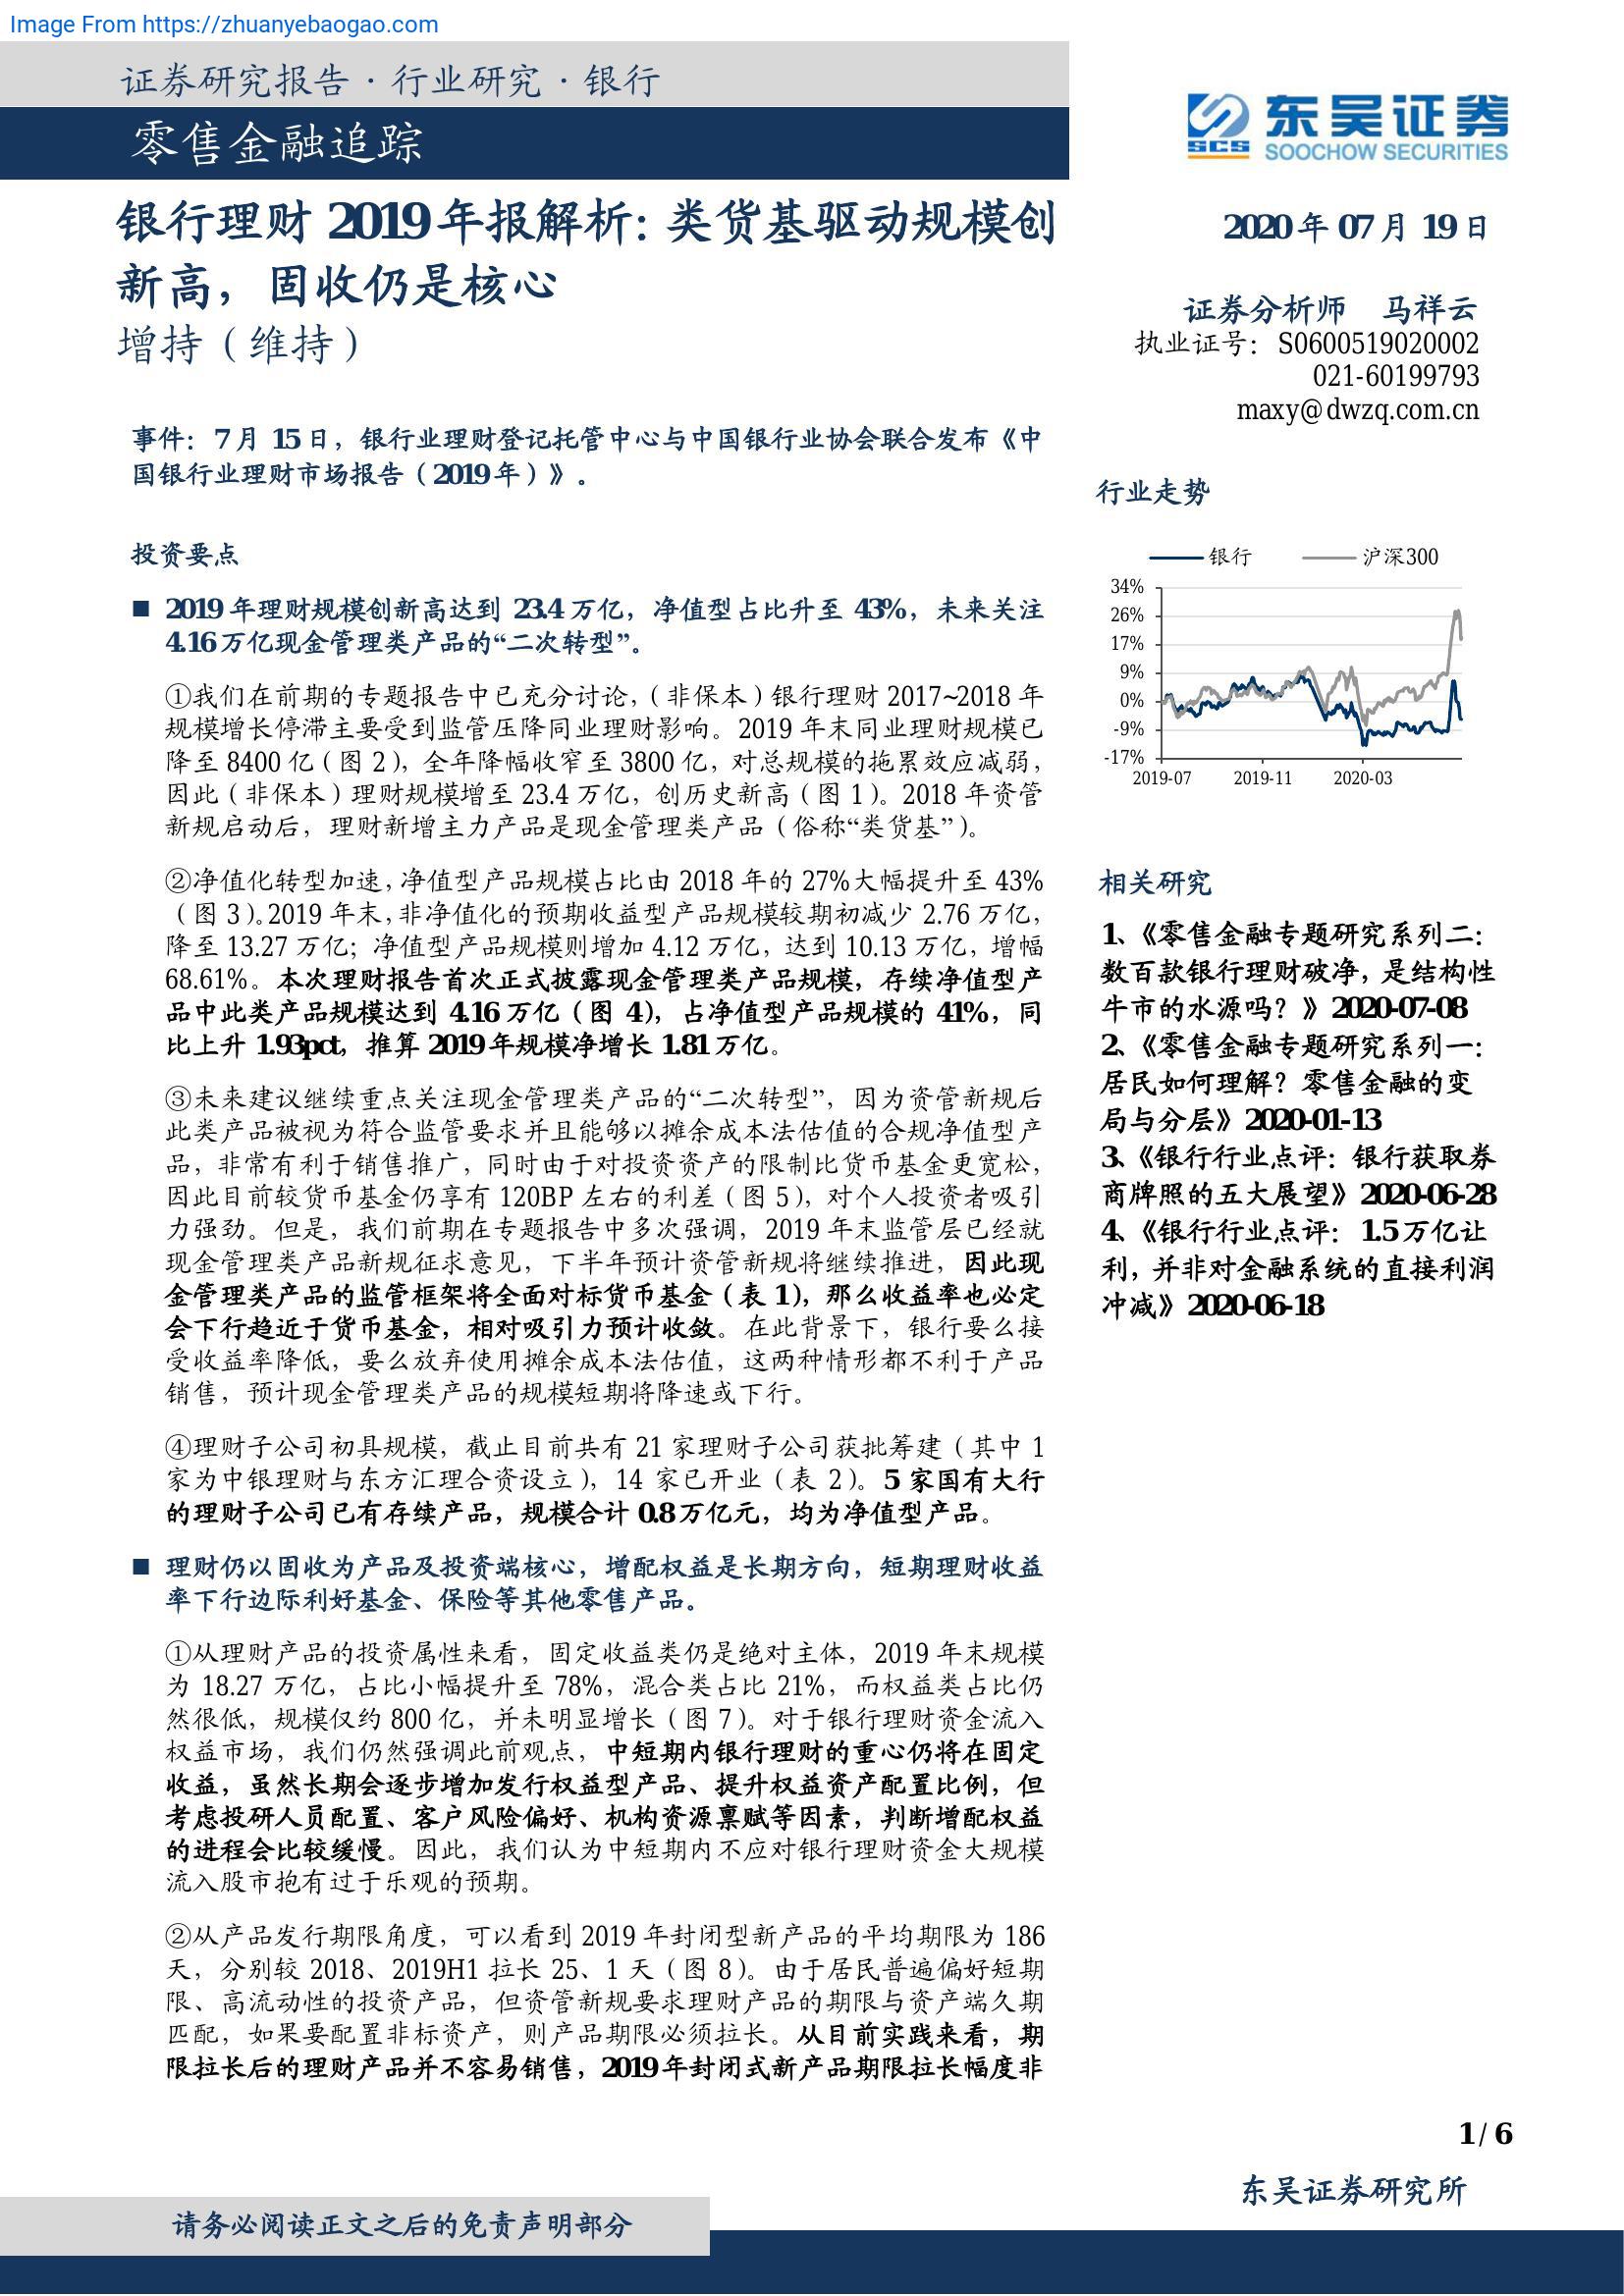 Image From https://zhuanyebaogao.com
证券研究报告·行业研究·银行
零售金融追踪
东吴证券
SCS
SOOCHOW SECURITIES
银行理财 2019 年报解析：类货基驱动规模创
新高，固收仍是核心
增持（维持）
事件：7 月 15 日，银行业理财登记托管中心与中国银行业协会联合发布《中
国银行业理财市场报告（2019 年）》。
投资要点
■ 2019 年理财规模创新高达到 23.4 万亿，净值型占比升至 43%，未来关注
4.16 万亿现金管理类产品的“二次转型”。
①我们在前期的专题报告中已充分讨论，（非保本）银行理财 2017~2018 年
规模增长停滞主要受到监管压降同业理财影响。2019 年末同业理财规模已
降至 8400 亿（图 2），全年降幅收窄至 3800 亿，对总规模的拖累效应减弱，
因此（非保本）理财规模增至 23.4 万亿，创历史新高（图 1）。2018 年资管
新规启动后，理财新增主力产品是现金管理类产品（俗称“类货基”）。
②净值化转型加速，净值型产品规模占比由 2018 年的 27%大幅提升至 43%
（图 3）。2019 年末，非净值化的预期收益型产品规模较期初减少 2.76 万亿，
降至 13.27 万亿；净值型产品规模则增加 4.12 万亿，达到 10.13 万亿，增幅
68.61%。本次理财报告首次正式披露现金管理类产品规模，存续净值型产
品中此类产品规模达到 4.16 万亿（图 4），占净值型产品规模的 41%，同
比上升 1.93pct，推算 2019 年规模净增长 1.81 万亿。
③未来建议继续重点关注现金管理类产品的“二次转型”，因为资管新规后
此类产品被视为符合监管要求并且能够以摊余成本法估值的合规净值型产
品，非常有利于销售推广，同时由于对投资资产的限制比货币基金更宽松，
因此目前较货币基金仍享有 120BP 左右的利差（图 5），对个人投资者吸引
力强劲。但是，我们前期在专题报告中多次强调，2019 年末监管层已经就
现金管理类产品新规征求意见，下半年预计资管新规将继续推进，因此现
金管理类产品的监管框架将全面对标货币基金（表 1），那么收益率也必定
会下行趋近于货币基金，相对吸引力预计收敛。在此背景下，银行要么接
受收益率降低，要么放弃使用摊余成本法估值，这两种情形都不利于产品
销售，预计现金管理类产品的规模短期将降速或下行。
④理财子公司初具规模，截止目前共有 21 家理财子公司获批筹建（其中 1
家为中银理财与东方汇理合资设立），14 家已开业（表 2）。5 家国有大行
的理财子公司已有存续产品，规模合计 0.8 万亿元，均为净值型产品。
■ 理财仍以固收为产品及投资端核心，增配权益是长期方向，短期理财收益
率下行边际利好基金、保险等其他零售产品。
①从理财产品的投资属性来看，固定收益类仍是绝对主体，2019 年末规模
为 18.27 万亿，占比小幅提升至 78%，混合类占比 21%，而权益类占比仍
然很低，规模仅约 800 亿，并未明显增长（图 7）。对于银行理财资金流入
权益市场，我们仍然强调此前观点，中短期内银行理财的重心仍将在固定
收益，虽然长期会逐步增加发行权益型产品、提升权益资产配置比例，但
考虑投研人员配置、客户风险偏好、机构资源禀赋等因素，判断增配权益
的进程会比较缓慢。因此，我们认为中短期内不应对银行理财资金大规模
流入股市抱有过于乐观的预期。
②从产品发行期限角度，可以看到 2019 年封闭型新产品的平均期限为 186
天，分别较 2018、2019H1 拉长 25、1 天（图 8）。由于居民普遍偏好短期
限、高流动性的投资产品，但资管新规要求理财产品的期限与资产端久期
匹配，如果要配置非标资产，则产品期限必须拉长。从目前实践来看，期
限拉长后的理财产品并不容易销售，2019 年封闭式新产品期限拉长幅度非
2020 年 07 月 19 日
证券分析师 马祥云
执业证号：S0600519020002
021-60199793
maxy@dwzq.com.cn
行业走势
银行 沪深300
34%
26%
17%
9%
0%
-9%
-17%
2019-07 2019-11 2020-03
相关研究
1、《零售金融专题研究系列二：
数百款银行理财破净，是结构性
牛市的水源吗？》2020-07-08
2、《零售金融专题研究系列一：
居民如何理解？零售金融的变
局与分层》2020-01-13
3、《银行行业点评：银行获取券
商牌照的五大展望》2020-06-28
4、《银行行业点评：1.5 万亿让
利，并非对金融系统的直接利润
冲减》2020-06-18
1 / 6
东吴证券研究所
请务必阅读正文之后的免责声明部分